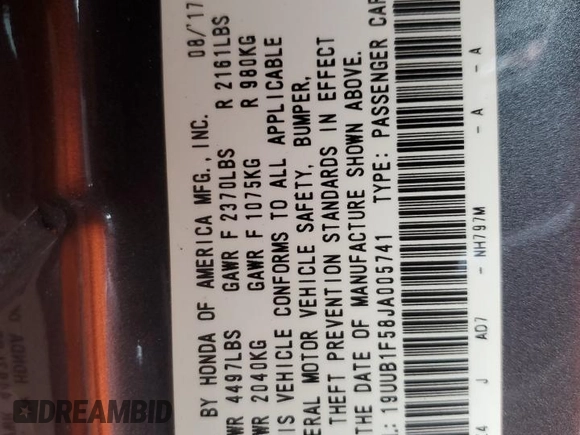 BY HONDA OF AMERICA MFG., INC. 08/17
GVWR 4497LBS GAWR F 2370LBS R 2161LBS
GVWR 2040KG GAWR F 1075KG R 980KG
IS VEHICLE CONFORMS TO ALL APPLICABLE
ERAL MOTOR VEHICLE SAFETY, BUMPER,
THEFT PREVENTION STANDARDS IN EFFECT
THE DATE OF MANUFACTURE SHOWN ABOVE.
.:19UUB1F58JA005741 TYPE: PASSENGER CAR
J AD7 - NH797M - A - A
DREAMBID